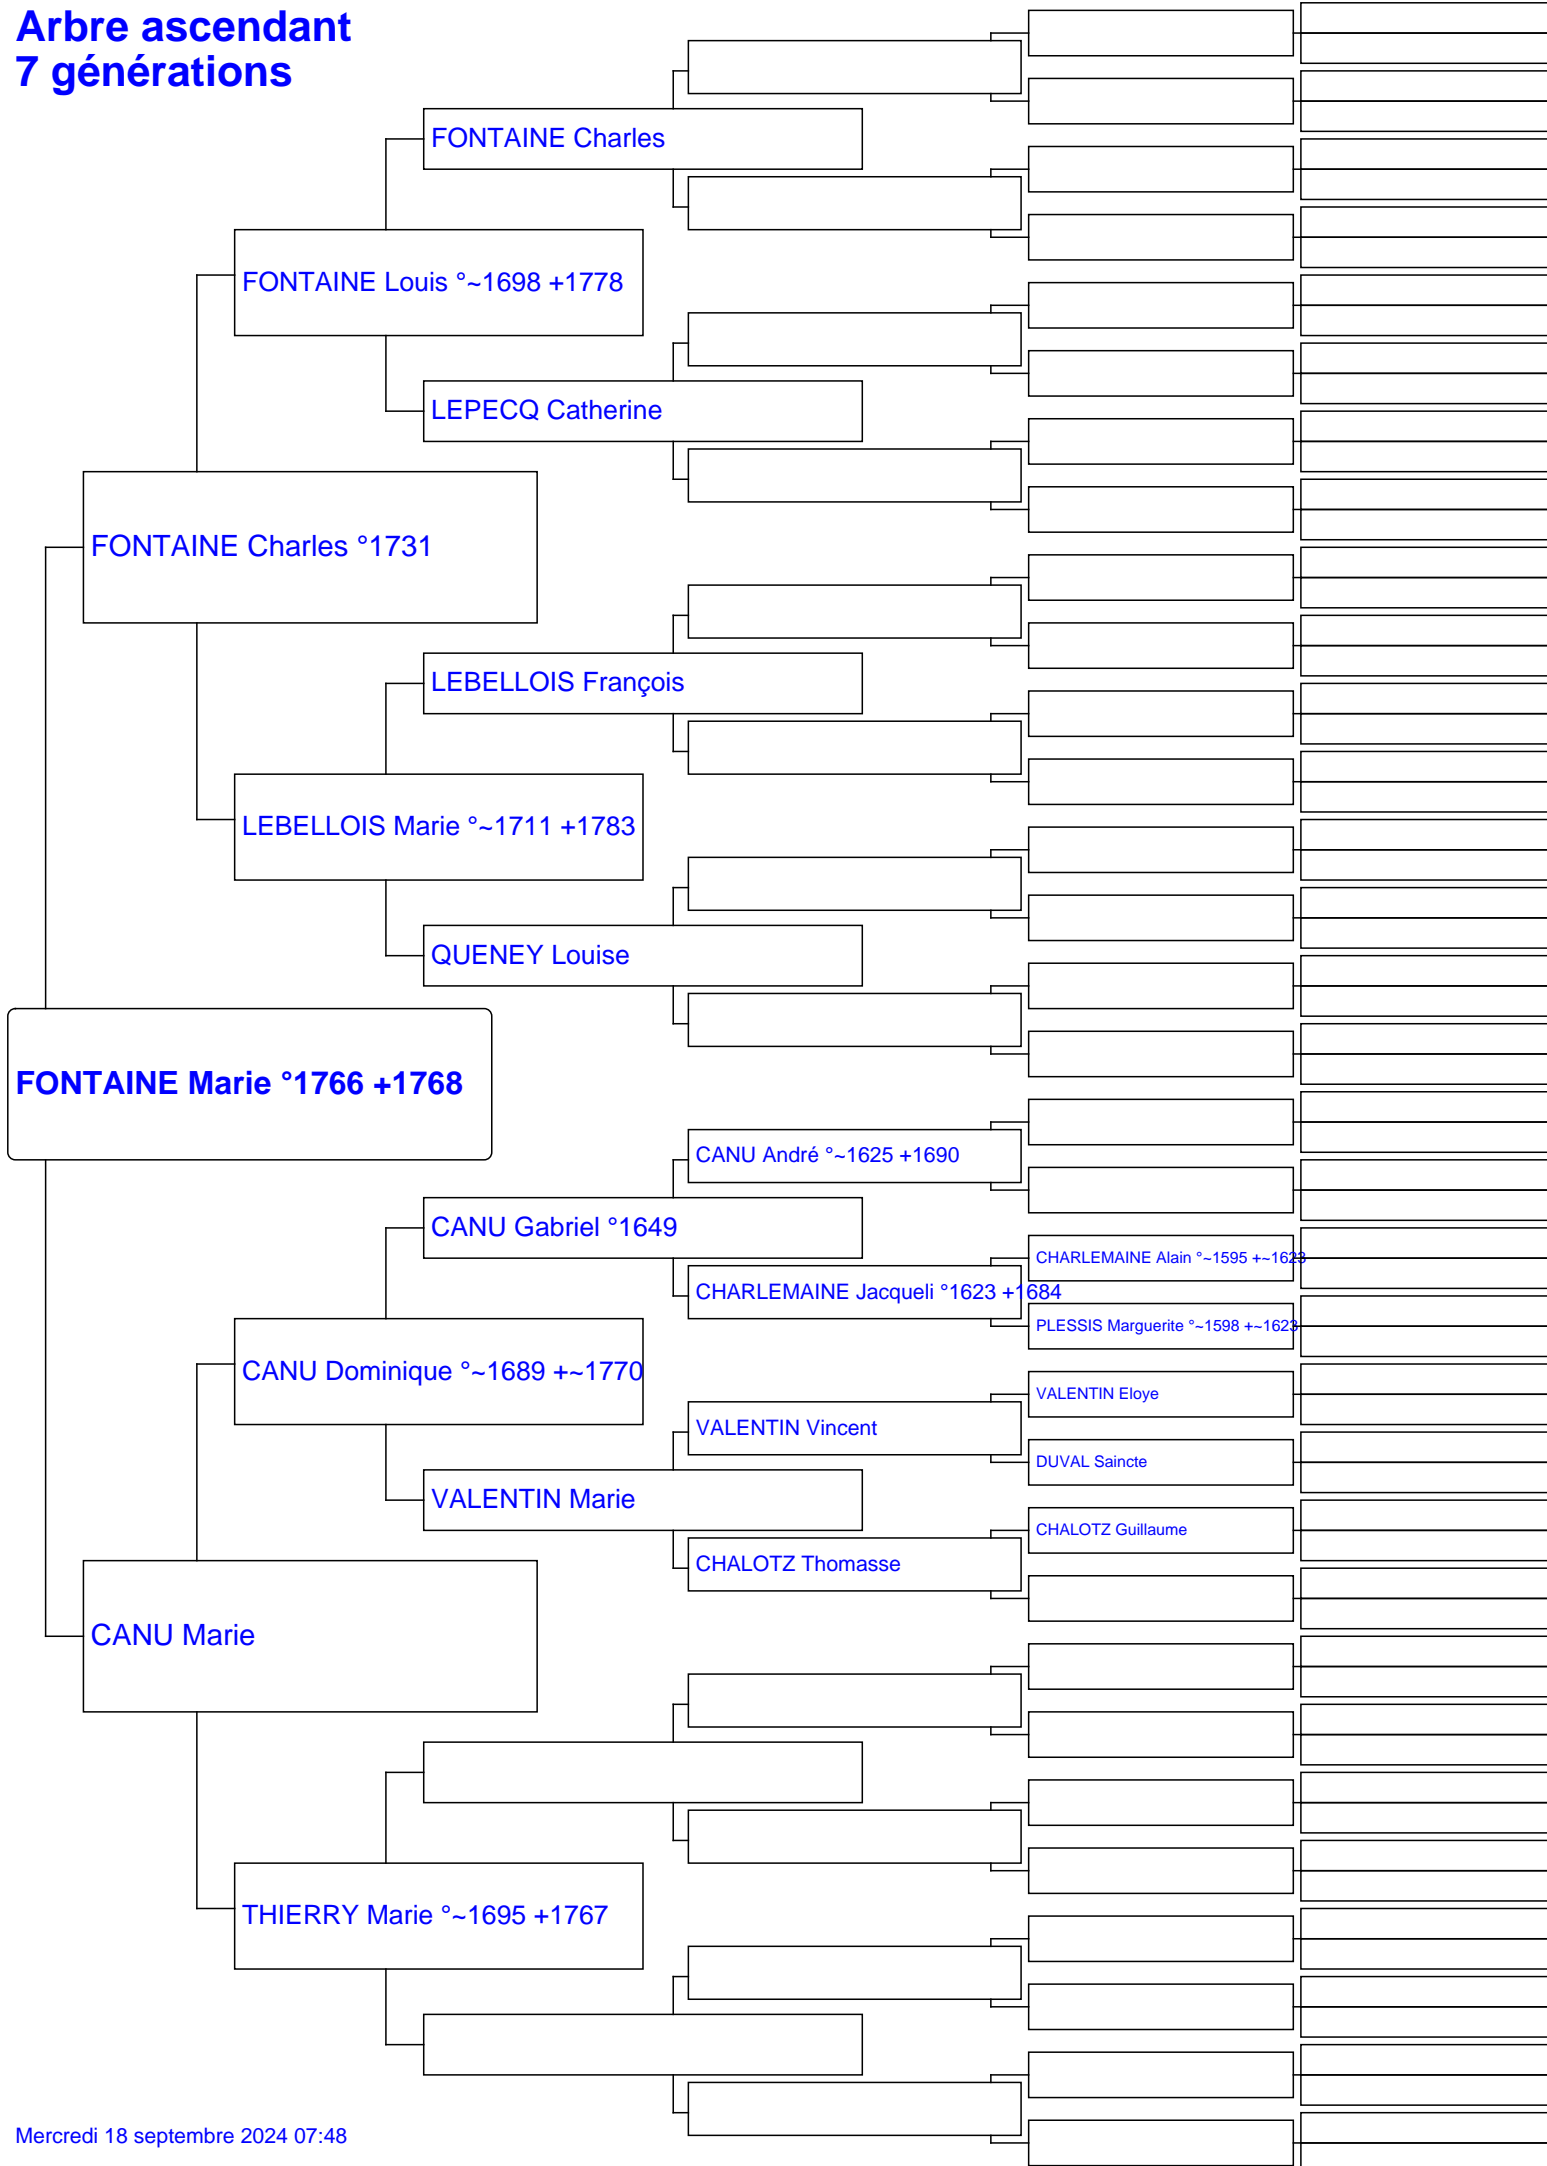 Arbre ascendant
7 générations
FONTAINE Charles
FONTAINE Louis °~1698 +1778
LEPECQ Catherine
FONTAINE Charles °1731
LEBELLOIS François
LEBELLOIS Marie °~1711 +1783
QUENEY Louise
FONTAINE Marie °1766 +1768
CANU André °~1625 +1690
CANU Gabriel °1649
CHARLEMAINE Alain °~1595 +~1623
CHARLEMAINE Jacqueli °1623 +1684
PLESSIS Marguerite °~1598 +~1623
CANU Dominique °~1689 +~1770
VALENTIN Eloye
VALENTIN Vincent
DUVAL Saincte
VALENTIN Marie
CHALOTZ Guillaume
CHALOTZ Thomasse
CANU Marie
THIERRY Marie °~1695 +1767
Mercredi 18 septembre 2024 07:48